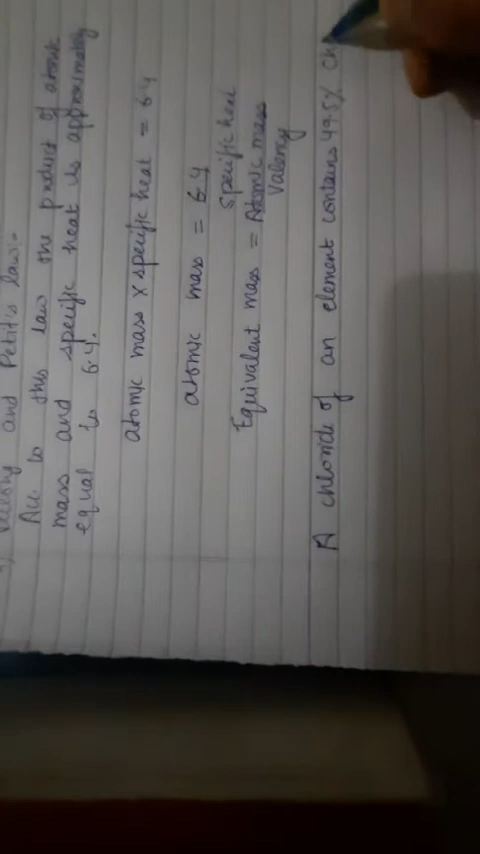 and Petit's law:-
Acc to this law the product of atomic
mass and specific heat is approximately
equal to 6.4.
atomic mass x specific heat = 6.4
atomic mass = 6.4
specific heat
Equivalent mass = Atomic mass
Valency
A chloride of an element contains 49.5%